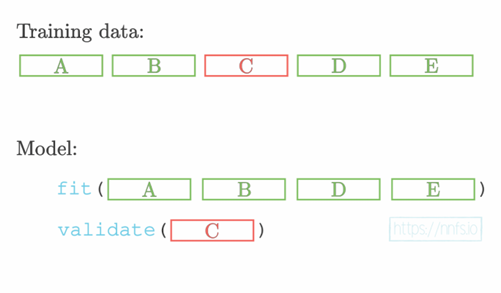 Training data:
A B C D E
Model:
fit( A B D E )
validate( C )
https://nnfs.io